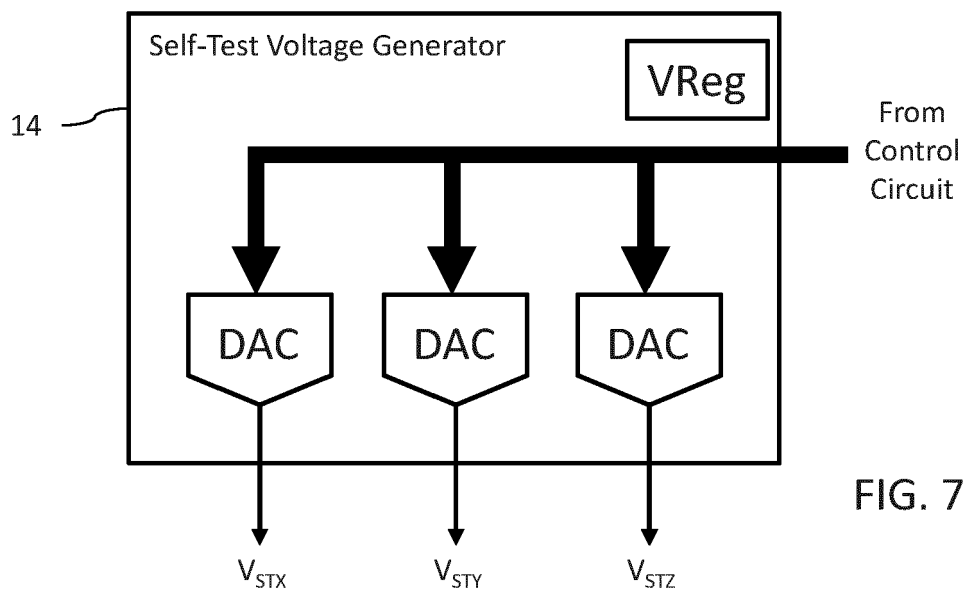 Self-Test Voltage Generator
VReg
14
From
Control
Circuit
DAC DAC DAC
FIG. 7
VSTX VSTY VSTZ